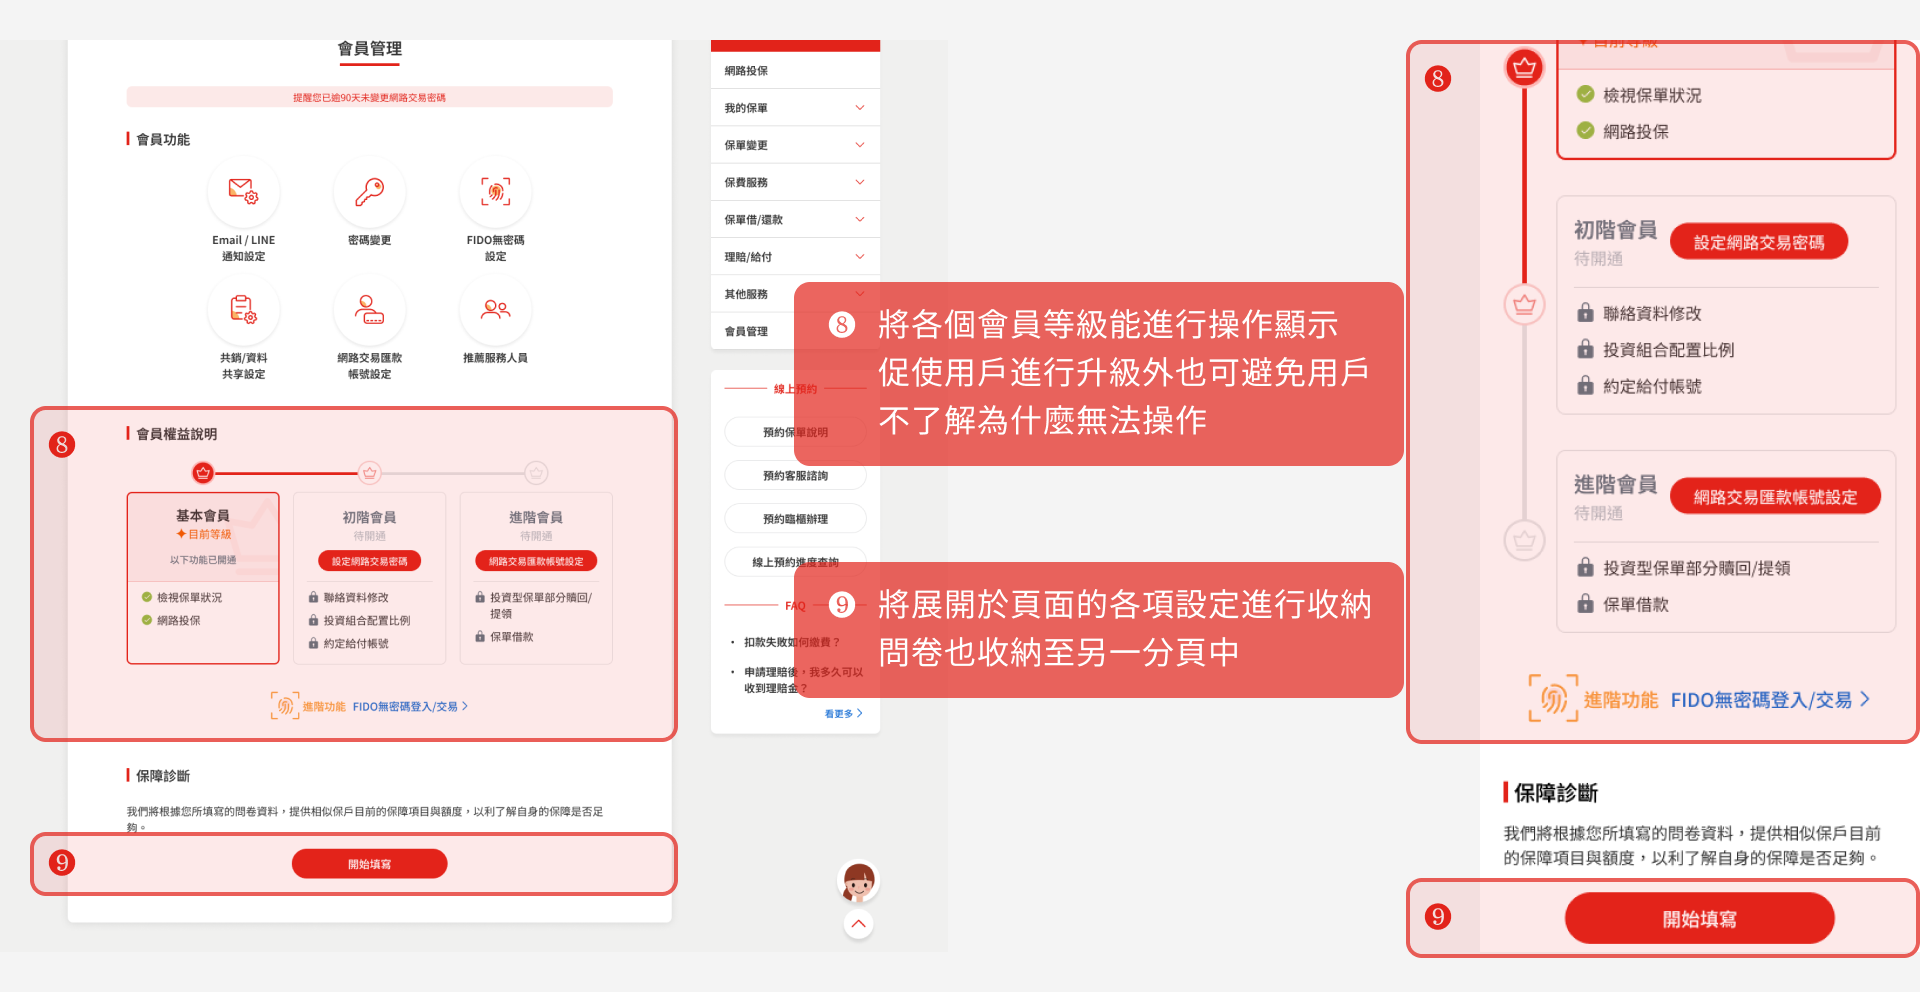 會員管理
提醒您已逾90天未變更網路交易密碼
會員功能
Email / LINE
通知設定
密碼變更
FIDO無密碼
設定
共銷/資料
共享設定
網路交易匯款
帳號設定
推薦服務人員
8
會員權益說明
基本會員
目前等級
以下功能已開通
檢視保單狀況
網路投保
初階會員
待開通
設定網路交易密碼
聯絡資料修改
投資組合配置比例
約定給付帳號
進階會員
待開通
網路交易匯款帳號設定
投資型保單部分贖回/
提領
保單借款
進階功能 FIDO無密碼登入/交易
保障診斷
我們將根據您所填寫的問卷資料，提供相似保戶目前的保障項目與額度，以利了解自身的保障是否足
夠。
9
開始填寫
網路投保
我的保單
保單變更
保費服務
保單借/還款
理賠/給付
其他服務
會員管理
線上預約
預約保單說明
預約客服諮詢
預約臨櫃辦理
線上預約進度查詢
FAQ
• 扣款失敗如何繳費？
• 申請理賠後，我多久可以
收到理賠金？
看更多
8 將各個會員等級能進行操作顯示
促使用戶進行升級外也可避免用戶
不了解為什麼無法操作
9 將展開於頁面的各項設定進行收納
問卷也收納至另一分頁中
8
目前等級
檢視保單狀況
網路投保
初階會員
待開通
設定網路交易密碼
聯絡資料修改
投資組合配置比例
約定給付帳號
進階會員
待開通
網路交易匯款帳號設定
投資型保單部分贖回/提領
保單借款
進階功能 FIDO無密碼登入/交易
保障診斷
我們將根據您所填寫的問卷資料，提供相似保戶目前
的保障項目與額度，以利了解自身的保障是否足夠。
9
開始填寫